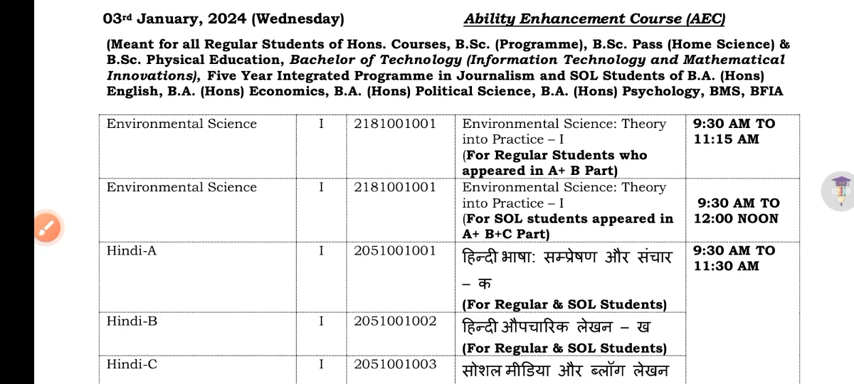 03rd January, 2024 (Wednesday) Ability Enhancement Course (AEC)
(Meant for all Regular Students of Hons. Courses, B.Sc. (Programme), B.Sc. Pass (Home Science) &
B.Sc. Physical Education, Bachelor of Technology (Information Technology and Mathematical
Innovations), Five Year Integrated Programme in Journalism and SOL Students of B.A. (Hons)
English, B.A. (Hons) Economics, B.A. (Hons) Political Science, B.A. (Hons) Psychology, BMS, BFIA
Environmental Science I 2181001001 Environmental Science: Theory 9:30 AM TO
into Practice – I 11:15 AM
(For Regular Students who
appeared in A+ B Part)
Environmental Science I 2181001001 Environmental Science: Theory
into Practice – I 9:30 AM TO
(For SOL students appeared in 12:00 NOON
A+ B+C Part)
Hindi-A I 2051001001 हिन्दी भाषा: सम्प्रेषण और संचार 9:30 AM TO
– क 11:30 AM
(For Regular & SOL Students)
Hindi-B I 2051001002 हिन्दी औपचारिक लेखन – ख
(For Regular & SOL Students)
Hindi-C I 2051001003 सोशल मीडिया और ब्लॉग लेखन